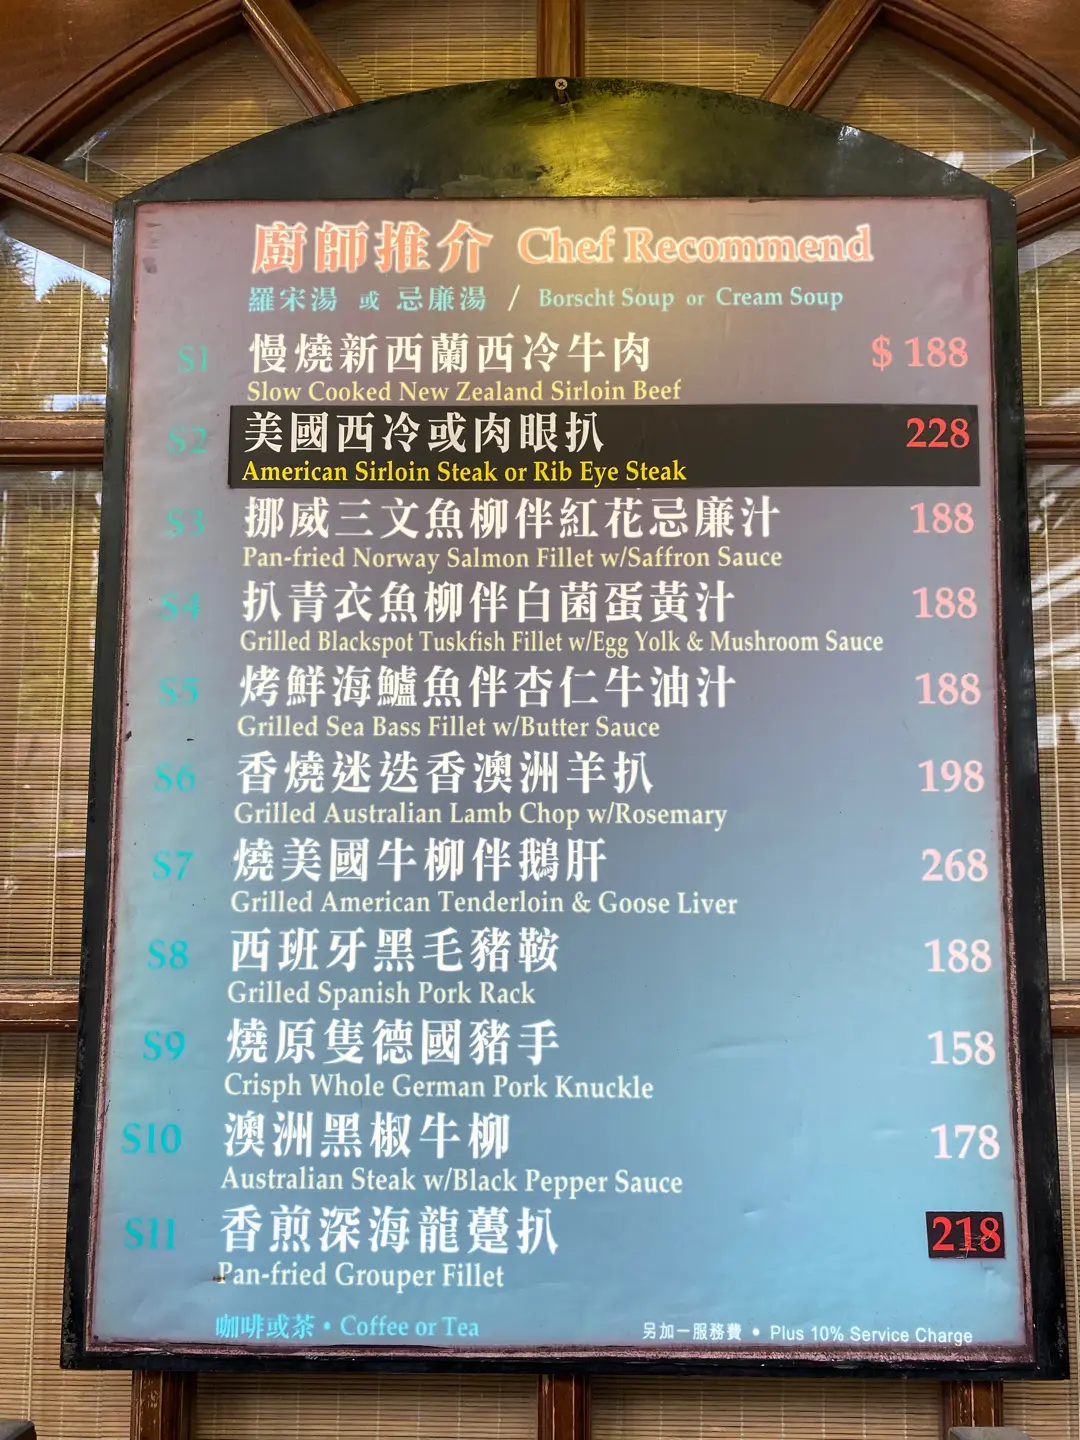 廚師推介 Chef Recommend
羅宋湯 或 忌廉湯 / Borscht Soup or Cream Soup
S1 慢燒新西蘭西冷牛肉 $ 188
Slow Cooked New Zealand Sirloin Beef
S2 美國西冷或肉眼扒 228
American Sirloin Steak or Rib Eye Steak
S3 挪威三文魚柳伴紅花忌廉汁 188
Pan-fried Norway Salmon Fillet w/Saffron Sauce
S4 扒青衣魚柳伴白菌蛋黃汁 188
Grilled Blackspot Tuskfish Fillet w/Egg Yolk & Mushroom Sauce
S5 烤鮮海鱸魚伴杏仁牛油汁 188
Grilled Sea Bass Fillet w/Butter Sauce
S6 香燒迷迭香澳洲羊扒 198
Grilled Australian Lamb Chop w/Rosemary
S7 燒美國牛柳伴鵝肝 268
Grilled American Tenderloin & Goose Liver
S8 西班牙黑毛豬鞍 188
Grilled Spanish Pork Rack
S9 燒原隻德國豬手 158
Crisph Whole German Pork Knuckle
S10 澳洲黑椒牛柳 178
Australian Steak w/Black Pepper Sauce
S11 香煎深海龍躉扒 218
Pan-fried Grouper Fillet
咖啡或茶 • Coffee or Tea
另加一服務費 • Plus 10% Service Charge